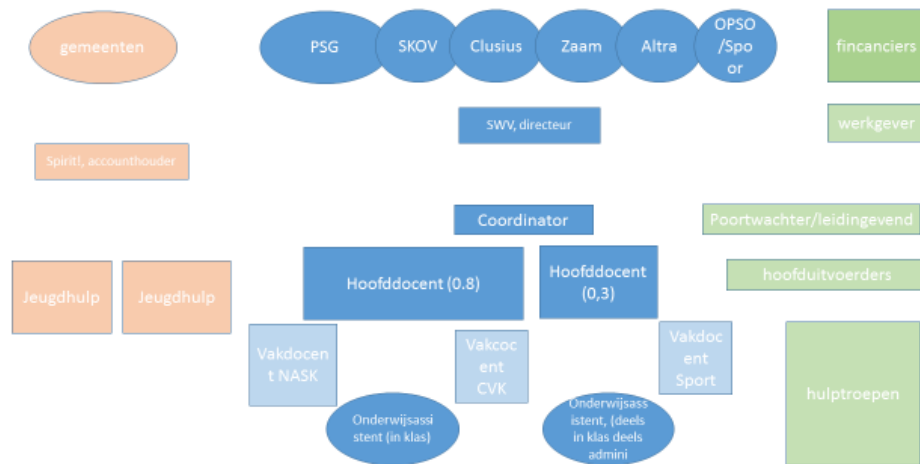 gemeenten
PSG
SKOV
Clusius
Zaam
Altra
OPSO
/Spo
or
fincanciers
SWV, directeur
werkgever
Spirit!, accounthouder
Coordinator
Poortwachter/leidingevend
Jeugdhulp
Jeugdhulp
Hoofddocent (0.8)
Hoofddocent
(0,3)
hoofduitvoerders
Vakdocen
t NASK
Vakcoc
ent
CVK
Vakdoc
ent
Sport
hulptroepen
Onderwijsassi
stent (in klas)
Onderwijsass
istent, (deels
in klas deels
admini